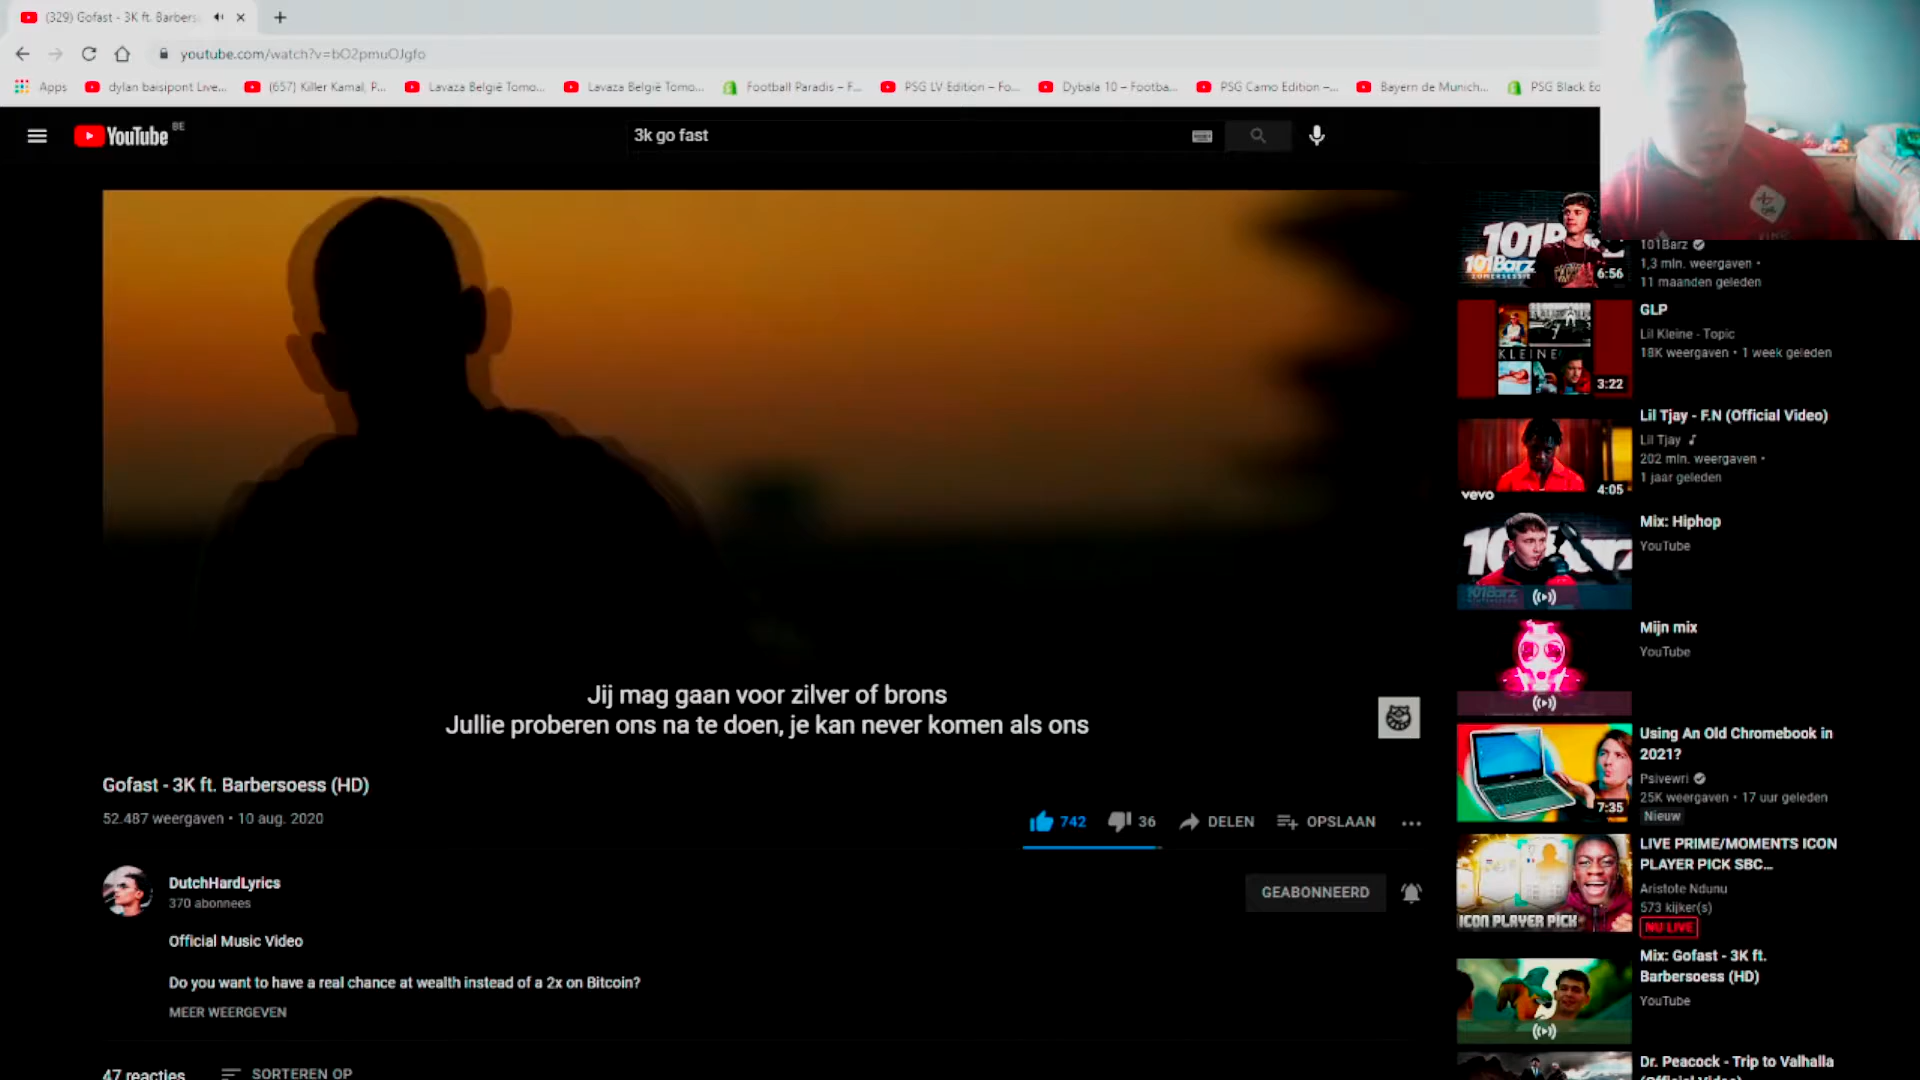 (329) Gofast - 3K ft. Barbers
youtube.com/watch?v=bO2pmuOJgfo
Apps
dylan baisipont Live...
(657) Killer Kamal, P...
Lavaza België Tomo...
Lavaza België Tomo...
Football Paradis – F...
PSG LV Edition – Fo...
Dybala 10 – Footba...
PSG Camo Edition –...
Bayern de Munich...
PSG Black Ed
YouTube BE
3k go fast
Jij mag gaan voor zilver of brons
Jullie proberen ons na te doen, je kan never komen als ons
Gofast - 3K ft. Barbersoess (HD)
52.487 weergaven • 10 aug. 2020
742
36
DELEN
OPSLAAN
DutchHardLyrics
370 abonnees
GEABONNEERD
Official Music Video
Do you want to have a real chance at wealth instead of a 2x on Bitcoin?
MEER WEERGEVEN
47 reacties
SORTEREN OP
101Barz
6:56
101Barz
1,3 mln. weergaven •
11 maanden geleden
KLEINE
3:22
GLP
Lil Kleine - Topic
18K weergaven • 1 week geleden
vevo
4:05
Lil Tjay - F.N (Official Video)
Lil Tjay
202 mln. weergaven •
1 jaar geleden
101Barz
Mix: Hiphop
YouTube
Mijn mix
YouTube
7:35
Using An Old Chromebook in
2021?
Psivewri
25K weergaven • 17 uur geleden
Nieuw
ICON PLAYER PICK
LIVE PRIME/MOMENTS ICON
PLAYER PICK SBC...
Aristote Ndunu
573 kijker(s)
NU LIVE
Mix: Gofast - 3K ft.
Barbersoess (HD)
YouTube
Dr. Peacock - Trip to Valhalla
(Official Video)